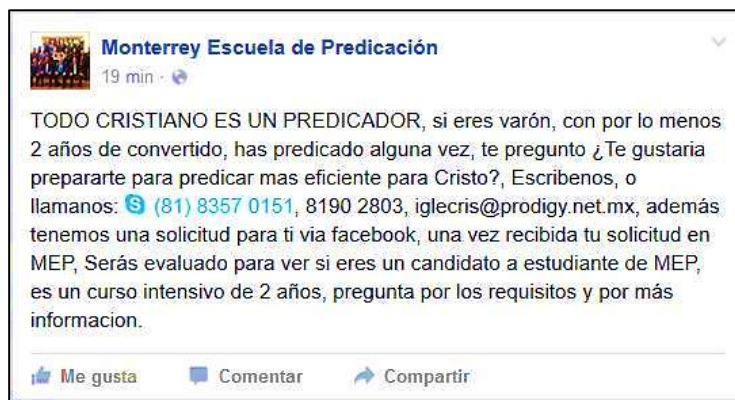 Monterrey Escuela de Predicación
19 min ·
TODO CRISTIANO ES UN PREDICADOR, si eres varón, con por lo menos
2 años de convertido, has predicado alguna vez, te pregunto ¿Te gustaria
prepararte para predicar mas eficiente para Cristo?, Escribenos, o
llamanos: (81) 8357 0151, 8190 2803, iglecris@prodigy.net.mx, además
tenemos una solicitud para ti via facebook, una vez recibida tu solicitud en
MEP, Serás evaluado para ver si eres un candidato a estudiante de MEP,
es un curso intensivo de 2 años, pregunta por los requisitos y por más
informacion.
Me gusta Comentar Compartir